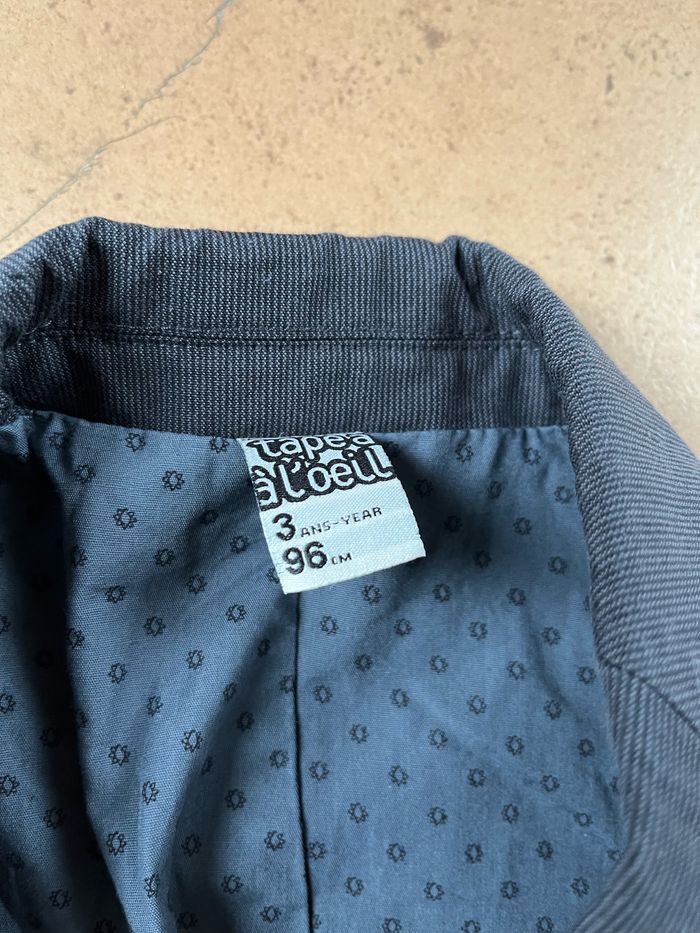 tape à
à l'oeil
3 ANS-YEAR
96 CM